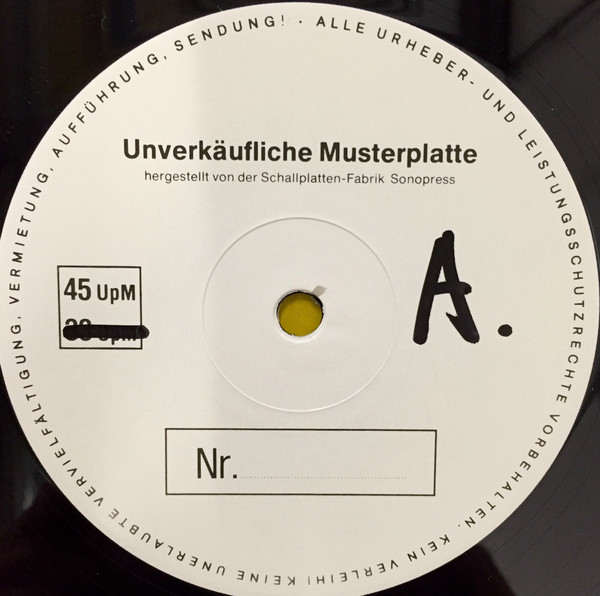 ALLE URHEBER- UND LEISTUNGSSCHUTZRECHTE VORBEHALTEN. KEIN VERLEIH! KEINE UNERLAUBTE VERVIELFÄLTIGUNG, VERMIETUNG, AUFFÜHRUNG, SENDUNG! ·
Unverkäufliche Musterplatte
hergestellt von der Schallplatten-Fabrik Sonopress
45 UpM
UpM
A.
Nr.